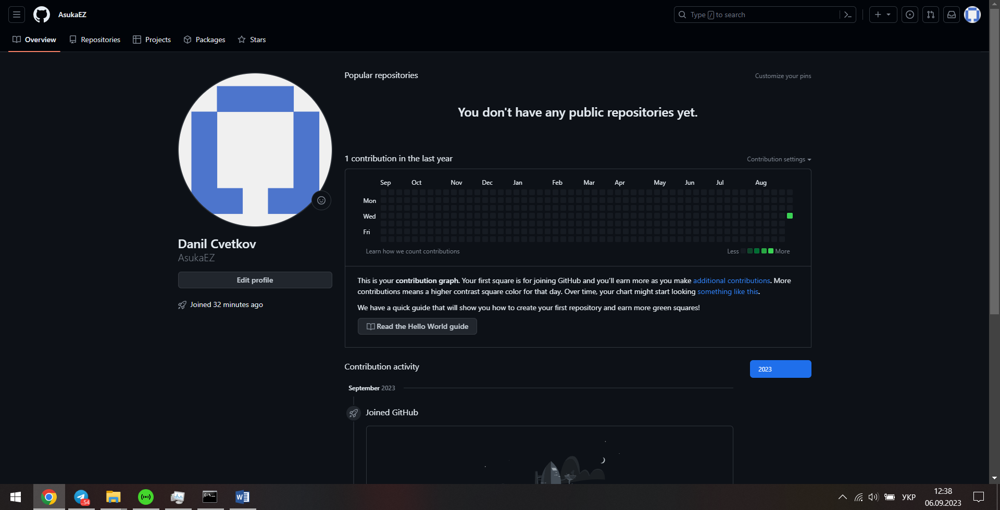 AsukaEZ
Type / to search
Overview
Repositories
Projects
Packages
Stars
Popular repositories
Customize your pins
You don't have any public repositories yet.
1 contribution in the last year
Contribution settings
Sep Oct Nov Dec Jan Feb Mar Apr May Jun Jul Aug
Mon
Wed
Fri
Learn how we count contributions
Less More
Danil Cvetkov
AsukaEZ
Edit profile
Joined 32 minutes ago
This is your contribution graph. Your first square is for joining GitHub and you’ll earn more as you make additional contributions. More
contributions means a higher contrast square color for that day. Over time, your chart might start looking something like this.
We have a quick guide that will show you how to create your first repository and earn more green squares!
Read the Hello World guide
Contribution activity
2023
September 2023
Joined GitHub
54
C:\
W
УКР
12:38
06.09.2023